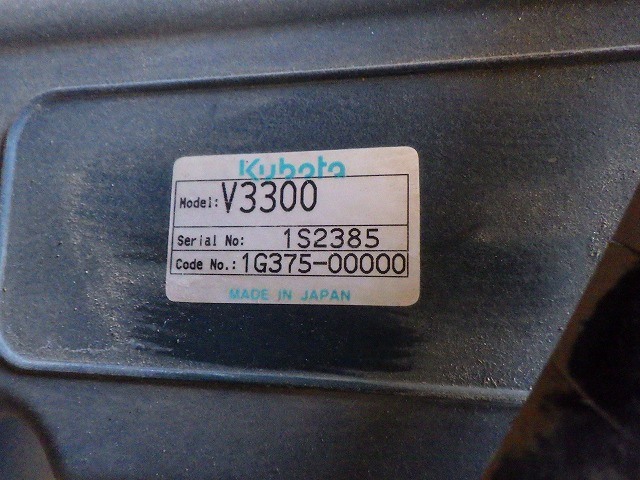 Kubota
Model: V3300
Serial No: 1S2385
Code No.: 1G375-00000
MADE IN JAPAN